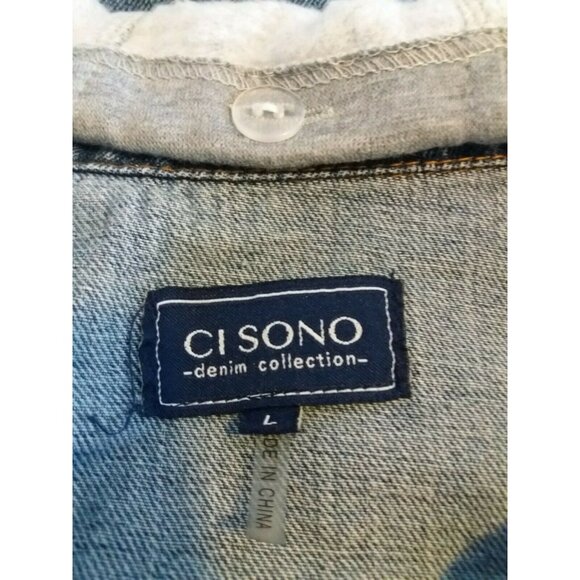 CI SONO
-denim collection-
L
DE IN CHINA